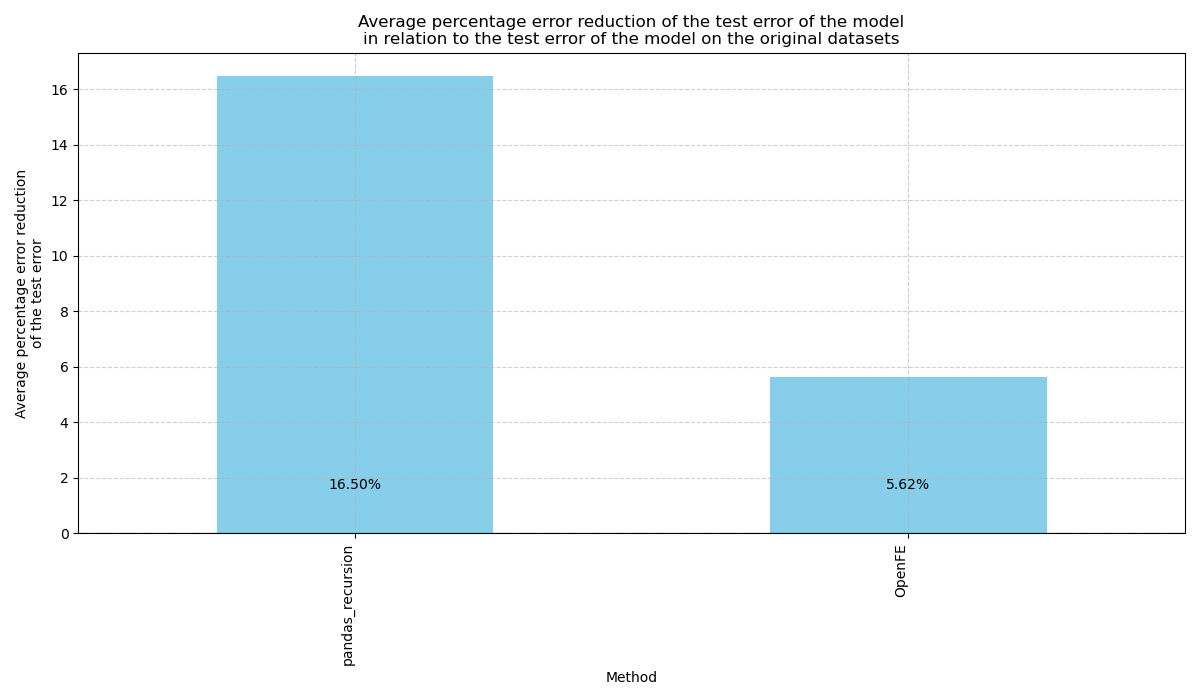 Average percentage error reduction of the test error of the model
in relation to the test error of the model on the original datasets
Average percentage error reduction
of the test error
16
14
12
10
8
6
4
2
0
16.50%
5.62%
pandas_recursion
OpenFE
Method